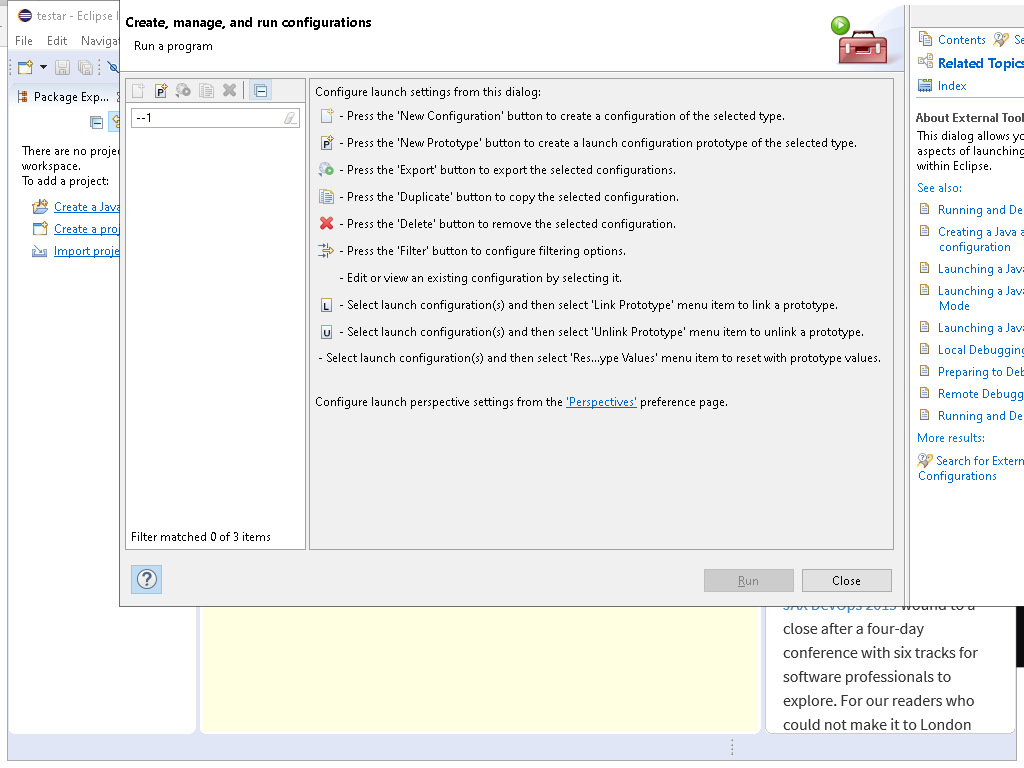 testar - Eclipse I
File Edit Naviga
Package Exp...
There are no proje
workspace.
To add a project:
Create a Java
Create a proj
Import proje
Create, manage, and run configurations
Run a program
--1
Filter matched 0 of 3 items
Configure launch settings from this dialog:
- Press the 'New Configuration' button to create a configuration of the selected type.
- Press the 'New Prototype' button to create a launch configuration prototype of the selected type.
- Press the 'Export' button to export the selected configurations.
- Press the 'Duplicate' button to copy the selected configuration.
- Press the 'Delete' button to remove the selected configuration.
- Press the 'Filter' button to configure filtering options.
- Edit or view an existing configuration by selecting it.
L - Select launch configuration(s) and then select 'Link Prototype' menu item to link a prototype.
U - Select launch configuration(s) and then select 'Unlink Prototype' menu item to unlink a prototype.
- Select launch configuration(s) and then select 'Res...ype Values' menu item to reset with prototype values.
Configure launch perspective settings from the 'Perspectives' preference page.
Run
Close
Contents Se
Related Topics
Index
About External Tool
This dialog allows yo
aspects of launching
within Eclipse.
See also:
Running and De
Creating a Java a
configuration
Launching a Java
Launching a Java
Mode
Launching a Java
Local Debugging
Preparing to Deb
Remote Debugg
Running and De
More results:
Search for Extern
Configurations
JAX DevOps 2015 wound to a
close after a four-day
conference with six tracks for
software professionals to
explore. For our readers who
could not make it to London